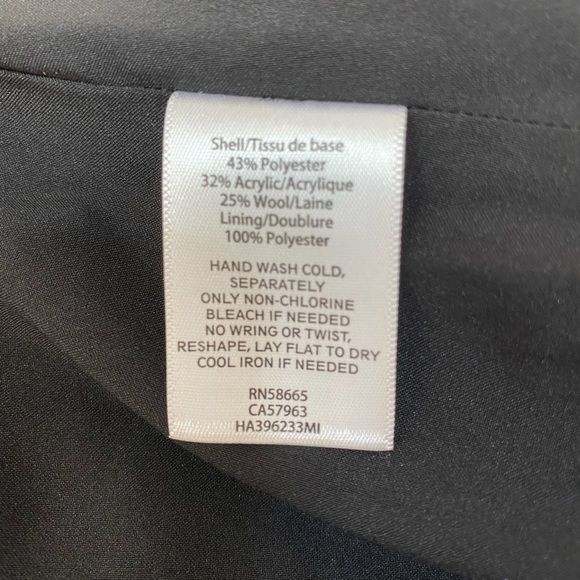 Shell/Tissu de base
43% Polyester
32% Acrylic/Acrylique
25% Wool/Laine
Lining/Doublure
100% Polyester
HAND WASH COLD,
SEPARATELY
ONLY NON-CHLORINE
BLEACH IF NEEDED
NO WRING OR TWIST,
RESHAPE, LAY FLAT TO DRY
COOL IRON IF NEEDED
RN58665
CA57963
HA396233MI